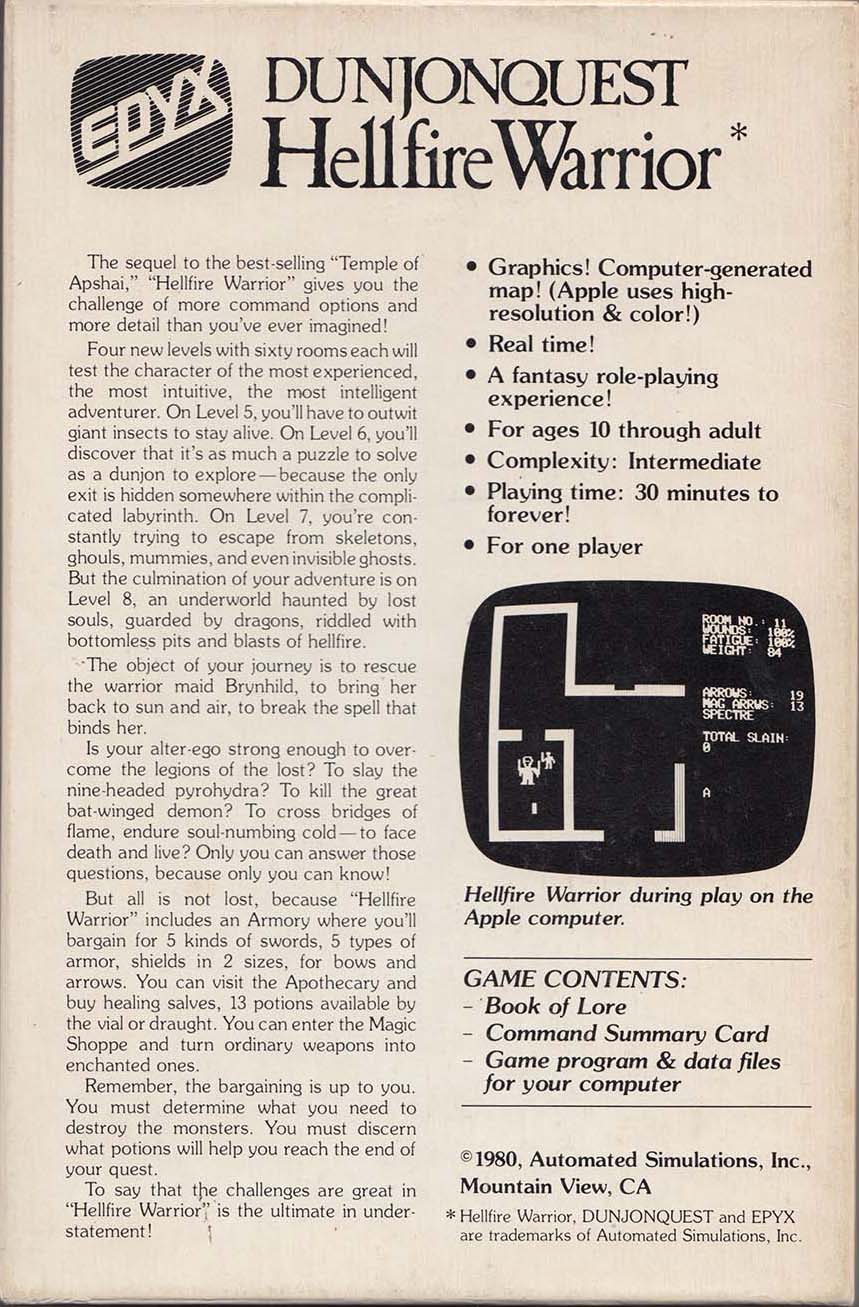 EPYX
DUNJONQUEST
Hellfire Warrior*
The sequel to the best-selling “Temple of
Apshai,” “Hellfire Warrior” gives you the
challenge of more command options and
more detail than you’ve ever imagined!
Four new levels with sixty rooms each will
test the character of the most experienced,
the most intuitive, the most intelligent
adventurer. On Level 5, you’ll have to outwit
giant insects to stay alive. On Level 6, you’ll
discover that it’s as much a puzzle to solve
as a dunjon to explore—because the only
exit is hidden somewhere within the compli-
cated labyrinth. On Level 7, you’re con-
stantly trying to escape from skeletons,
ghouls, mummies, and even invisible ghosts.
But the culmination of your adventure is on
Level 8, an underworld haunted by lost
souls, guarded by dragons, riddled with
bottomless pits and blasts of hellfire.
The object of your journey is to rescue
the warrior maid Brynhild, to bring her
back to sun and air, to break the spell that
binds her.
Is your alter-ego strong enough to over-
come the legions of the lost? To slay the
nine-headed pyrohydra? To kill the great
bat-winged demon? To cross bridges of
flame, endure soul-numbing cold—to face
death and live? Only you can answer those
questions, because only you can know!
But all is not lost, because “Hellfire
Warrior” includes an Armory where you’ll
bargain for 5 kinds of swords, 5 types of
armor, shields in 2 sizes, for bows and
arrows. You can visit the Apothecary and
buy healing salves, 13 potions available by
the vial or draught. You can enter the Magic
Shoppe and turn ordinary weapons into
enchanted ones.
Remember, the bargaining is up to you.
You must determine what you need to
destroy the monsters. You must discern
what potions will help you reach the end of
your quest.
To say that the challenges are great in
“Hellfire Warrior” is the ultimate in under-
statement!
• Graphics! Computer-generated
map! (Apple uses high-
resolution & color!)
• Real time!
• A fantasy role-playing
experience!
• For ages 10 through adult
• Complexity: Intermediate
• Playing time: 30 minutes to
forever!
• For one player
ROOM NO.: 11
WOUNDS: 100%
FATIGUE: 100%
WEIGHT: 84
ARROWS: 19
MAG ARRWS: 13
SPECTRE
TOTAL SLAIN:
0
A
Hellfire Warrior during play on the
Apple computer.
GAME CONTENTS:
– Book of Lore
– Command Summary Card
– Game program & data files
for your computer
©1980, Automated Simulations, Inc.,
Mountain View, CA
* Hellfire Warrior, DUNJONQUEST and EPYX
are trademarks of Automated Simulations, Inc.